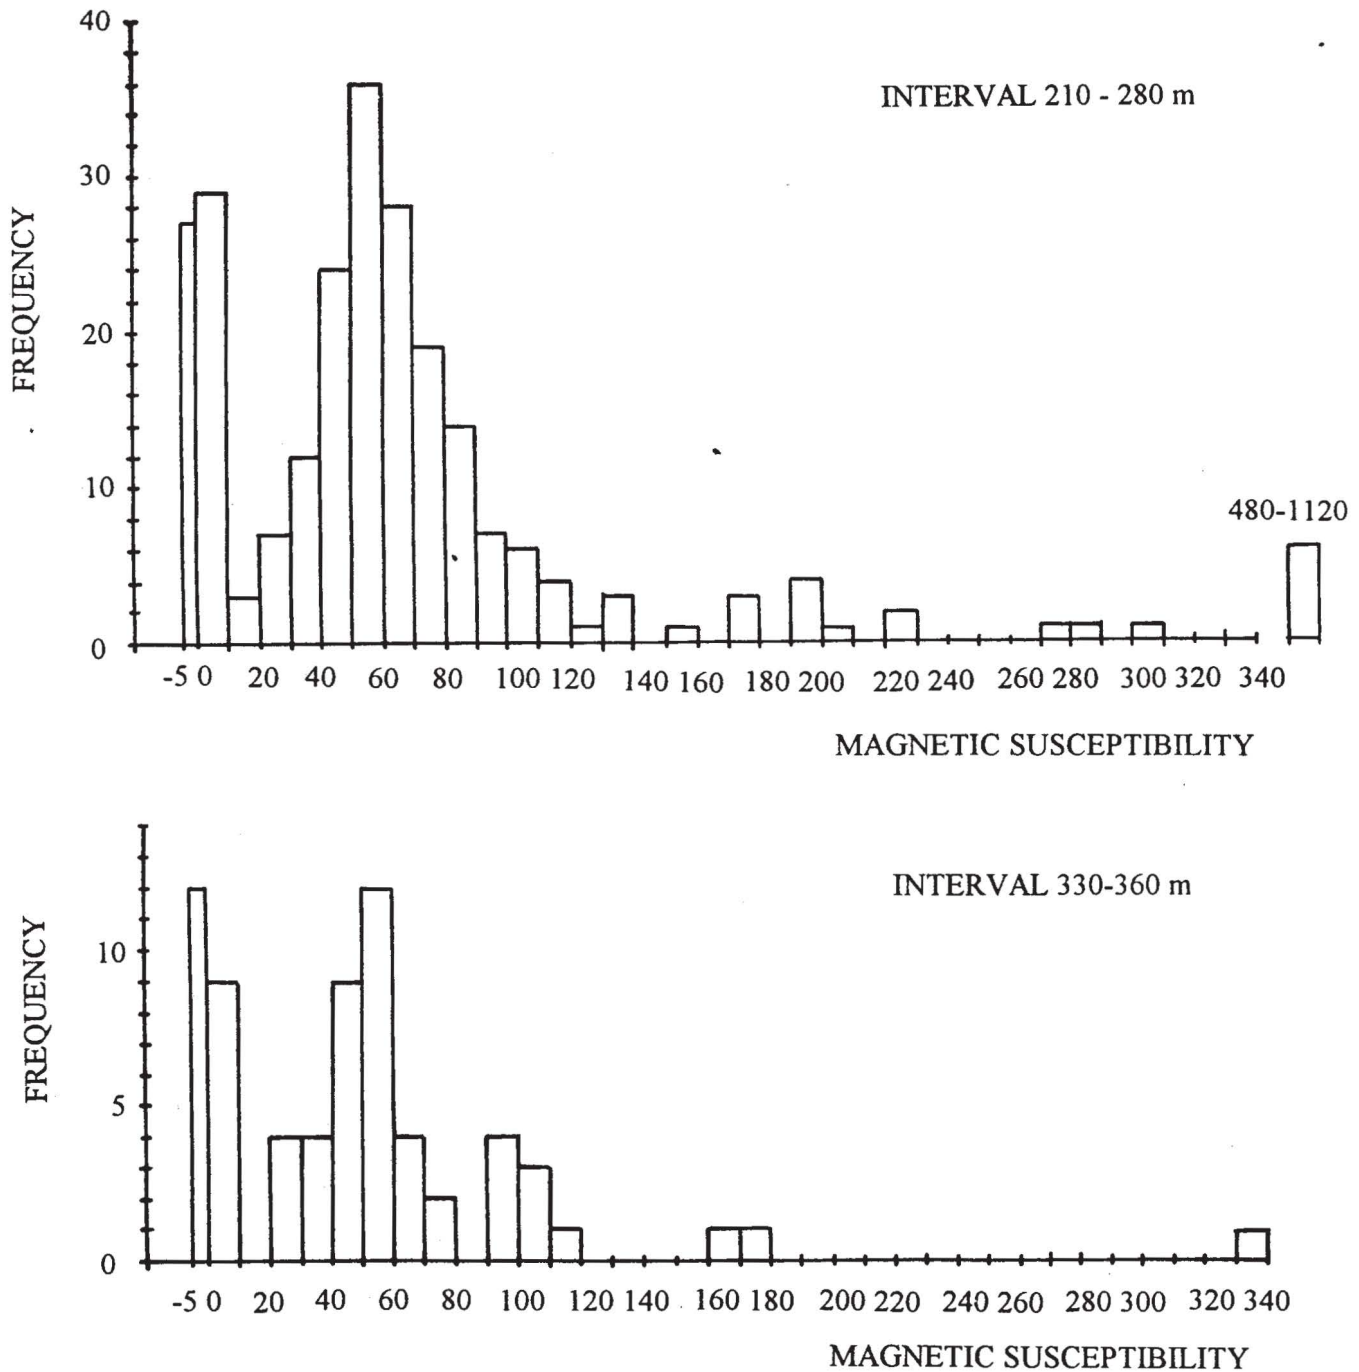 40
INTERVAL 210 - 280 m
30
FREQUENCY
20
10
480-1120
0
-5 0 20 40 60 80 100 120 140 160 180 200 220 240 260 280 300 320 340
MAGNETIC SUSCEPTIBILITY
INTERVAL 330-360 m
10
FREQUENCY
5
0
-5 0 20 40 60 80 100 120 140 160 180 200 220 240 260 280 300 320 340
MAGNETIC SUSCEPTIBILITY